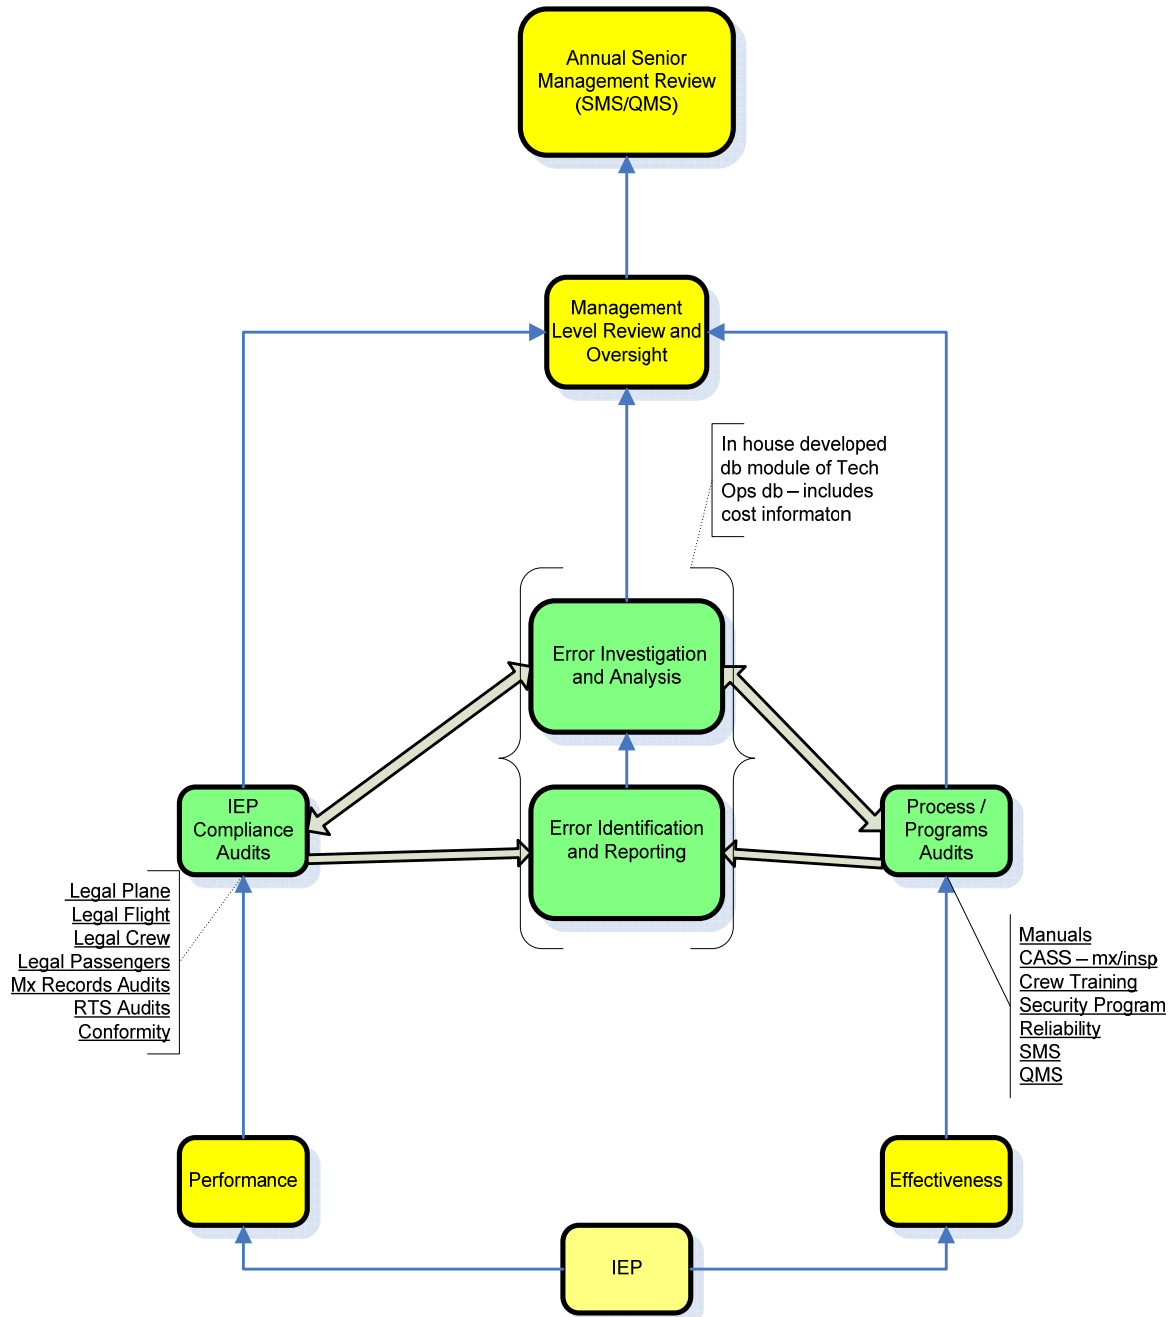 Annual Senior
Management Review
(SMS/QMS)
Management
Level Review and
Oversight
In house developed
db module of Tech
Ops db – includes
cost informaton
Error Investigation
and Analysis
IEP
Compliance
Audits
Error Identification
and Reporting
Process /
Programs
Audits
Legal Plane
Legal Flight
Legal Crew
Legal Passengers
Mx Records Audits
RTS Audits
Conformity
Manuals
CASS – mx/insp
Crew Training
Security Program
Reliability
SMS
QMS
Performance
Effectiveness
IEP